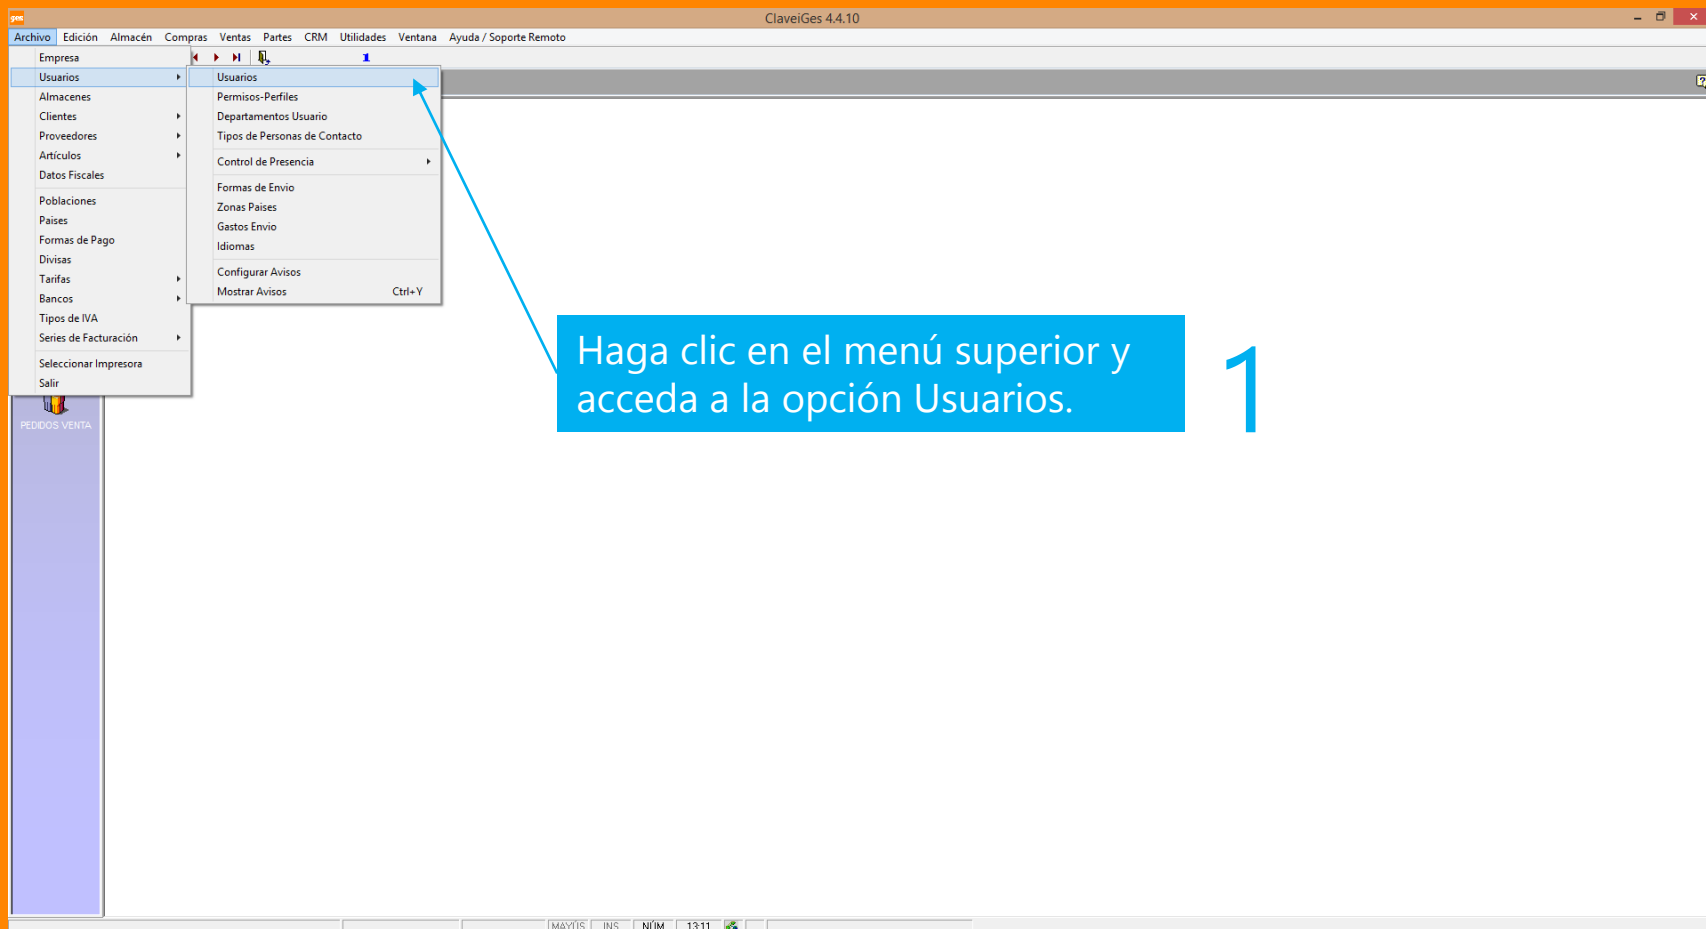 ges
ClaveiGes 4.4.10
Archivo Edición Almacén Compras Ventas Partes CRM Utilidades Ventana Ayuda / Soporte Remoto
1
Empresa
Usuarios
Almacenes
Clientes
Proveedores
Artículos
Datos Fiscales
Poblaciones
Paises
Formas de Pago
Divisas
Tarifas
Bancos
Tipos de IVA
Series de Facturación
Seleccionar Impresora
Salir
Usuarios
Permisos-Perfiles
Departamentos Usuario
Tipos de Personas de Contacto
Control de Presencia
Formas de Envio
Zonas Paises
Gastos Envio
Idiomas
Configurar Avisos
Mostrar Avisos Ctrl+Y
Haga clic en el menú superior y
acceda a la opción Usuarios.
1
PEDIDOS VENTA
MAYÚS INS NÚM 13:11